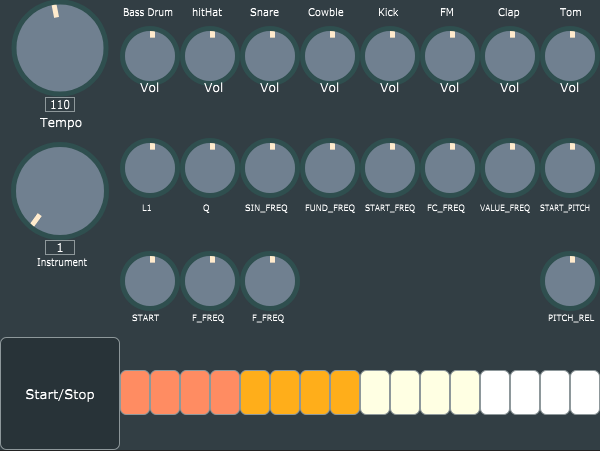 Bass Drum hitHat Snare Cowble Kick FM Clap Tom
Vol Vol Vol Vol Vol Vol Vol Vol
110
Tempo
L1 Q SIN_FREQ FUND_FREQ START_FREQ FC_FREQ VALUE_FREQ START_PITCH
1
Instrument
START F_FREQ F_FREQ PITCH_REL
Start/Stop